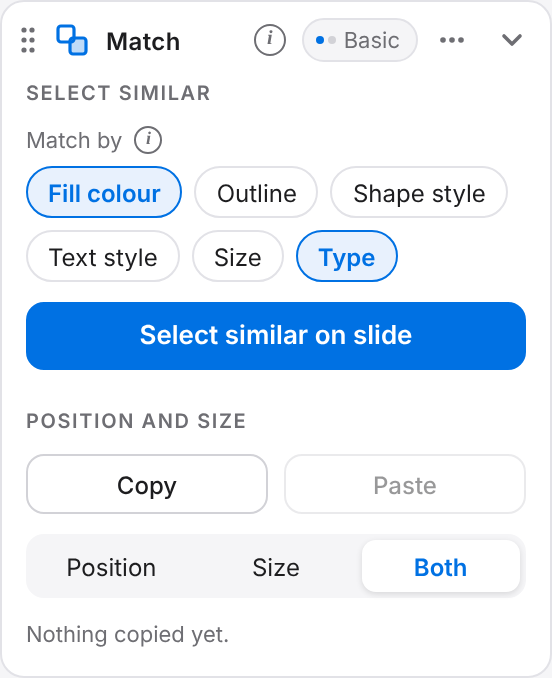 Match i Basic
SELECT SIMILAR
Match by i
Fill colour Outline Shape style
Text style Size Type
Select similar on slide
POSITION AND SIZE
Copy Paste
Position Size Both
Nothing copied yet.